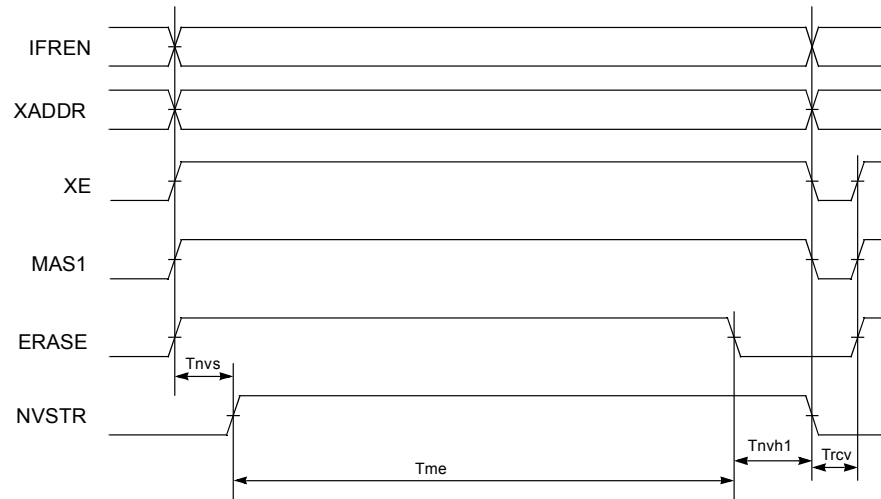 IFREN
XADDR
XE
MAS1
ERASE
Tnvs
NVSTR
Tnvh1
Trcv
Tme